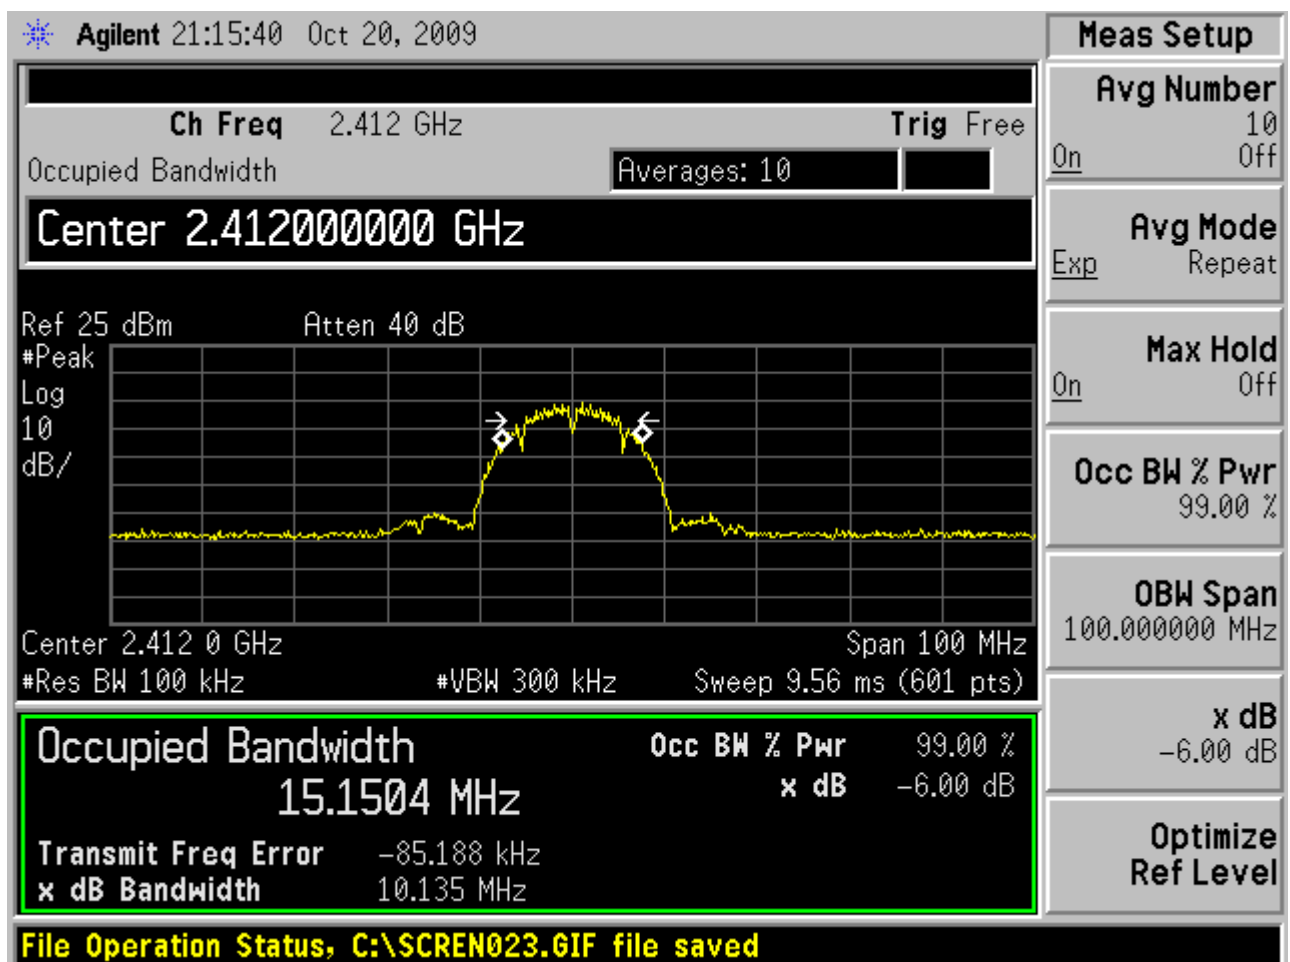 Agilent 21:15:40 Oct 20, 2009
Meas Setup
Ch Freq 2.412 GHz Trig Free
Occupied Bandwidth Averages: 10
Center 2.412000000 GHz
Ref 25 dBm Atten 40 dB
#Peak
Log
10
dB/
Center 2.412 0 GHz Span 100 MHz
#Res BW 100 kHz #VBW 300 kHz Sweep 9.56 ms (601 pts)
Occupied Bandwidth Occ BW % Pwr 99.00 %
15.1504 MHz x dB -6.00 dB
Transmit Freq Error -85.188 kHz
x dB Bandwidth 10.135 MHz
Avg Number
10
On Off
Avg Mode
Exp Repeat
Max Hold
On Off
Occ BW % Pwr
99.00 %
OBW Span
100.000000 MHz
x dB
-6.00 dB
Optimize
Ref Level
File Operation Status, C:\SCREN023.GIF file saved